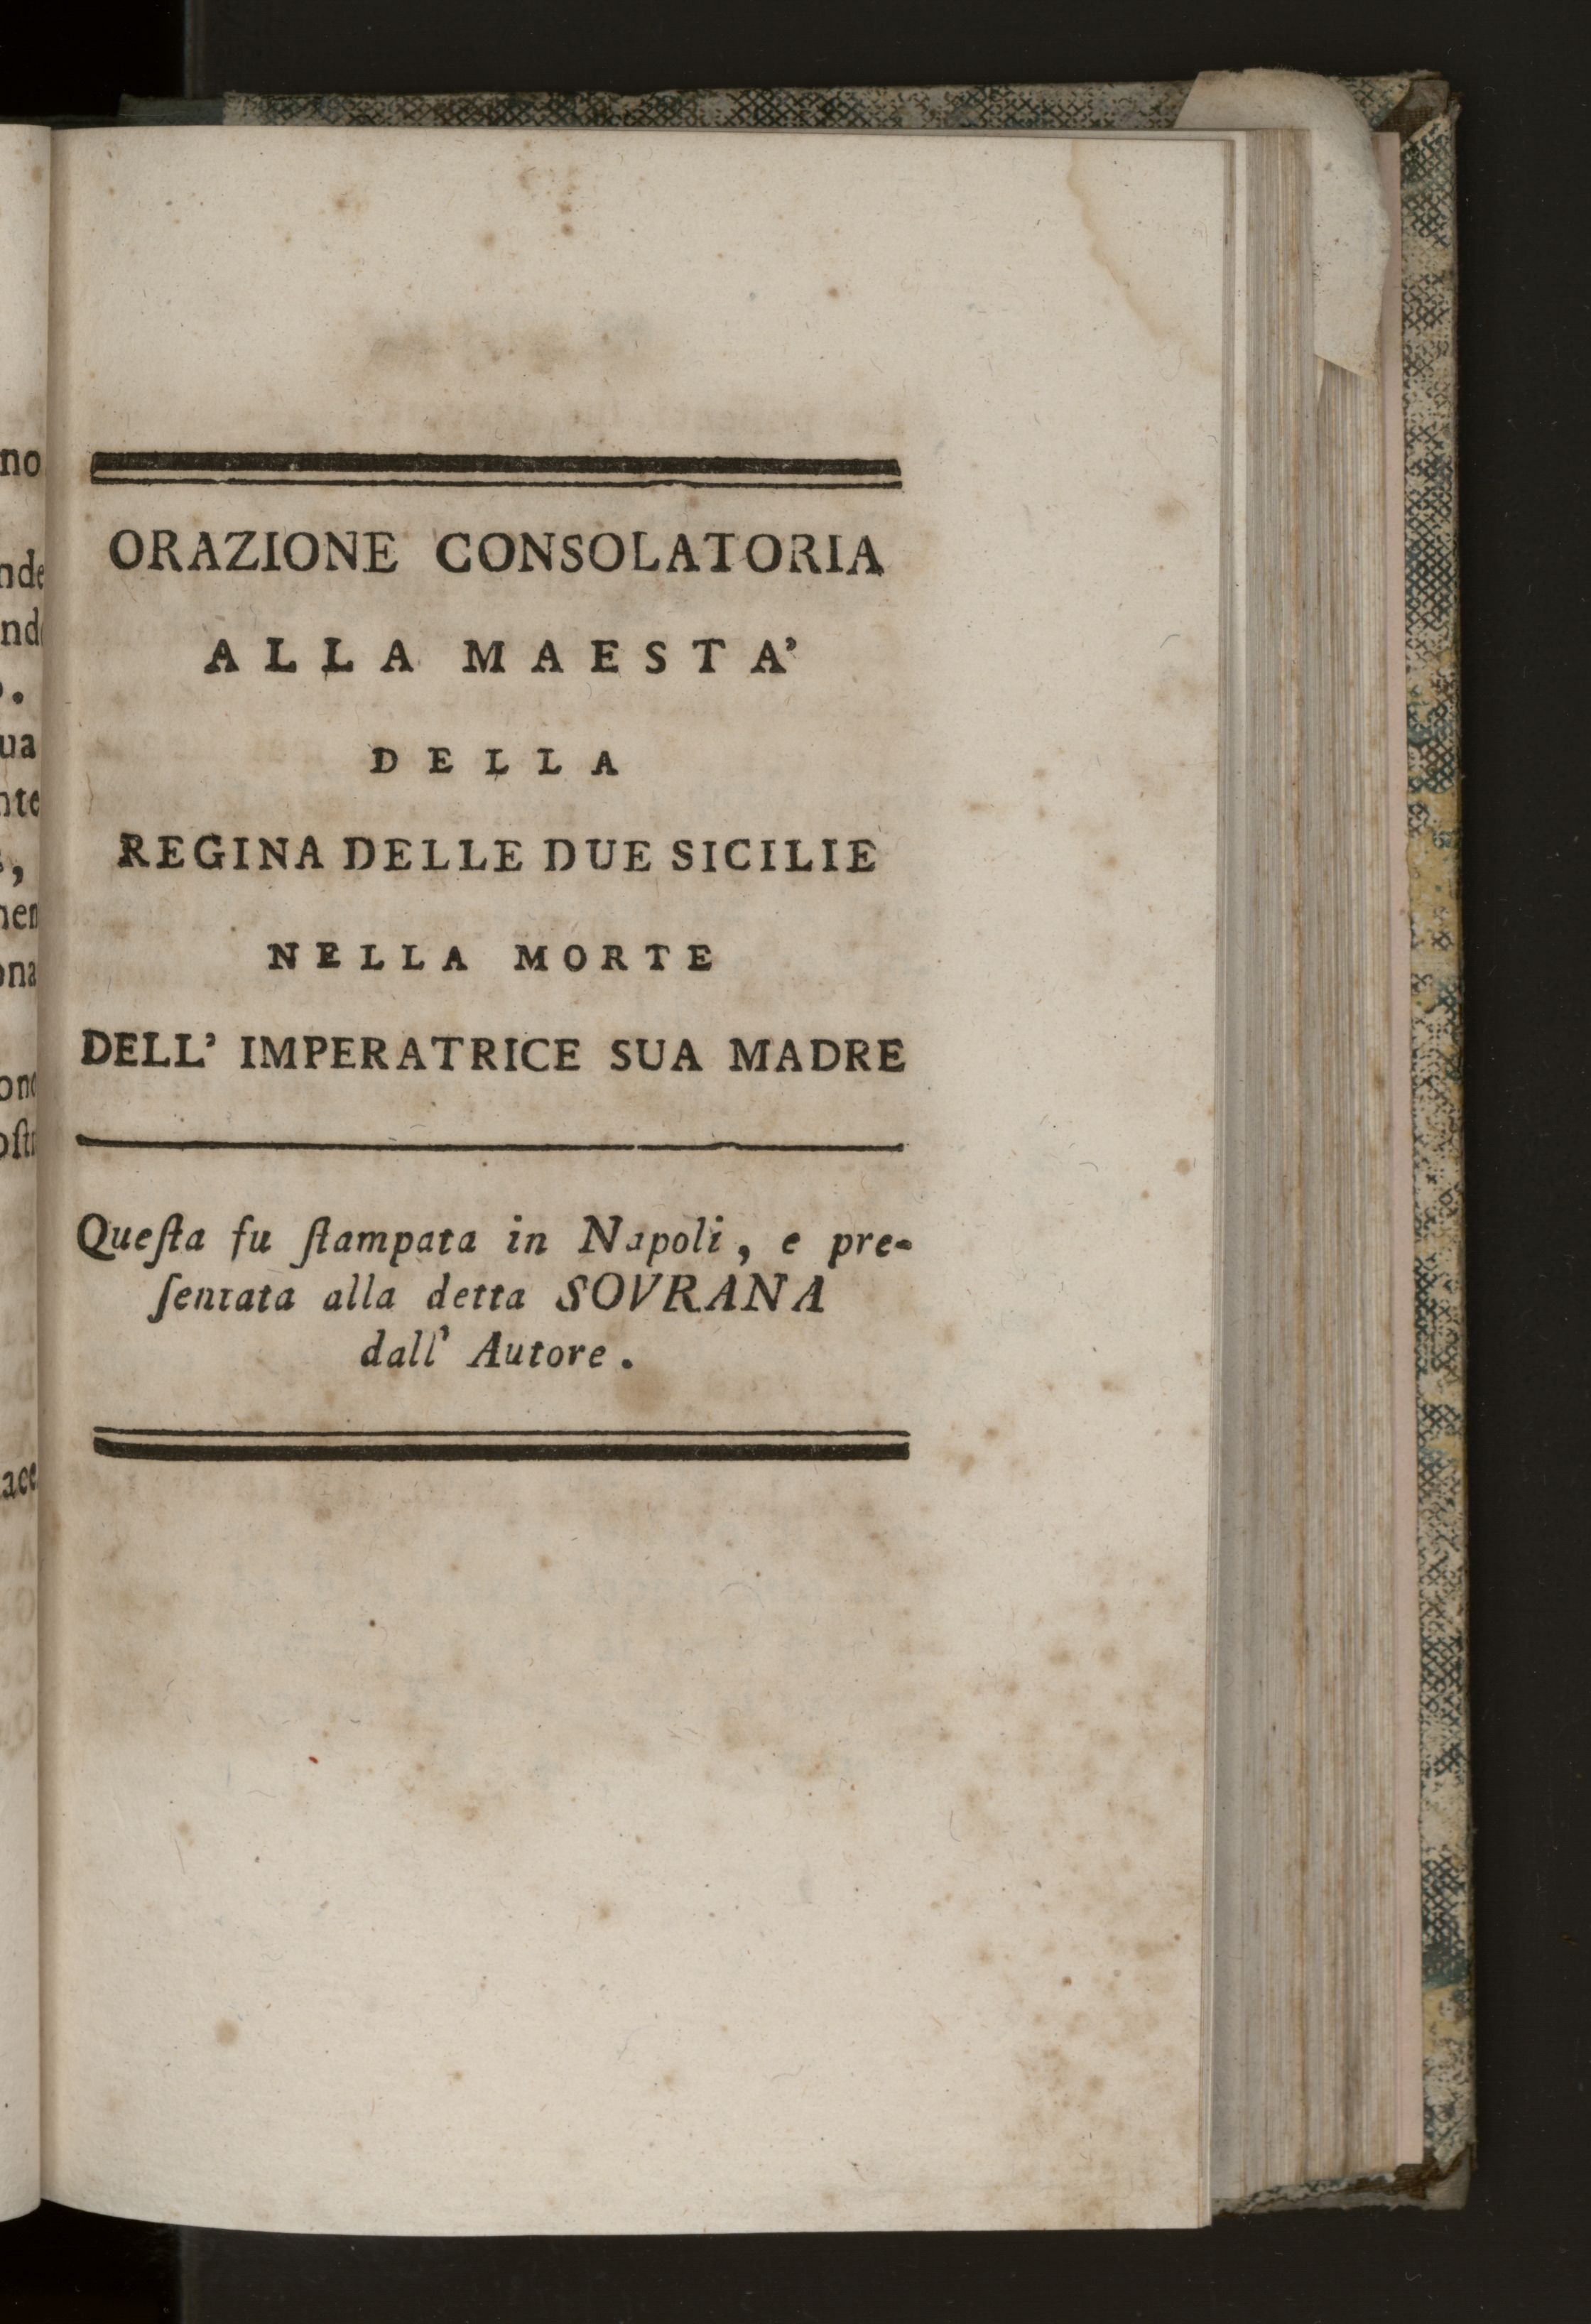 ORAZIONE CONSOLATORIA
ALLA MAESTA'
DELLA
REGINA DELLE DUE SICILIE
NELLA MORTE
DELL' IMPERATRICE SUA MADRE
Queſta fu ſtampata in Napoli, e pre-
ſentata alla detta SOVRANA
dall' Autore.